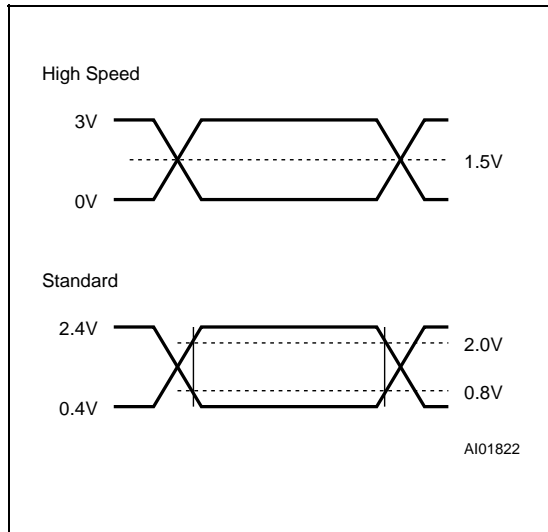 High Speed
3V
1.5V
0V
Standard
2.4V
2.0V
0.8V
0.4V
AI01822